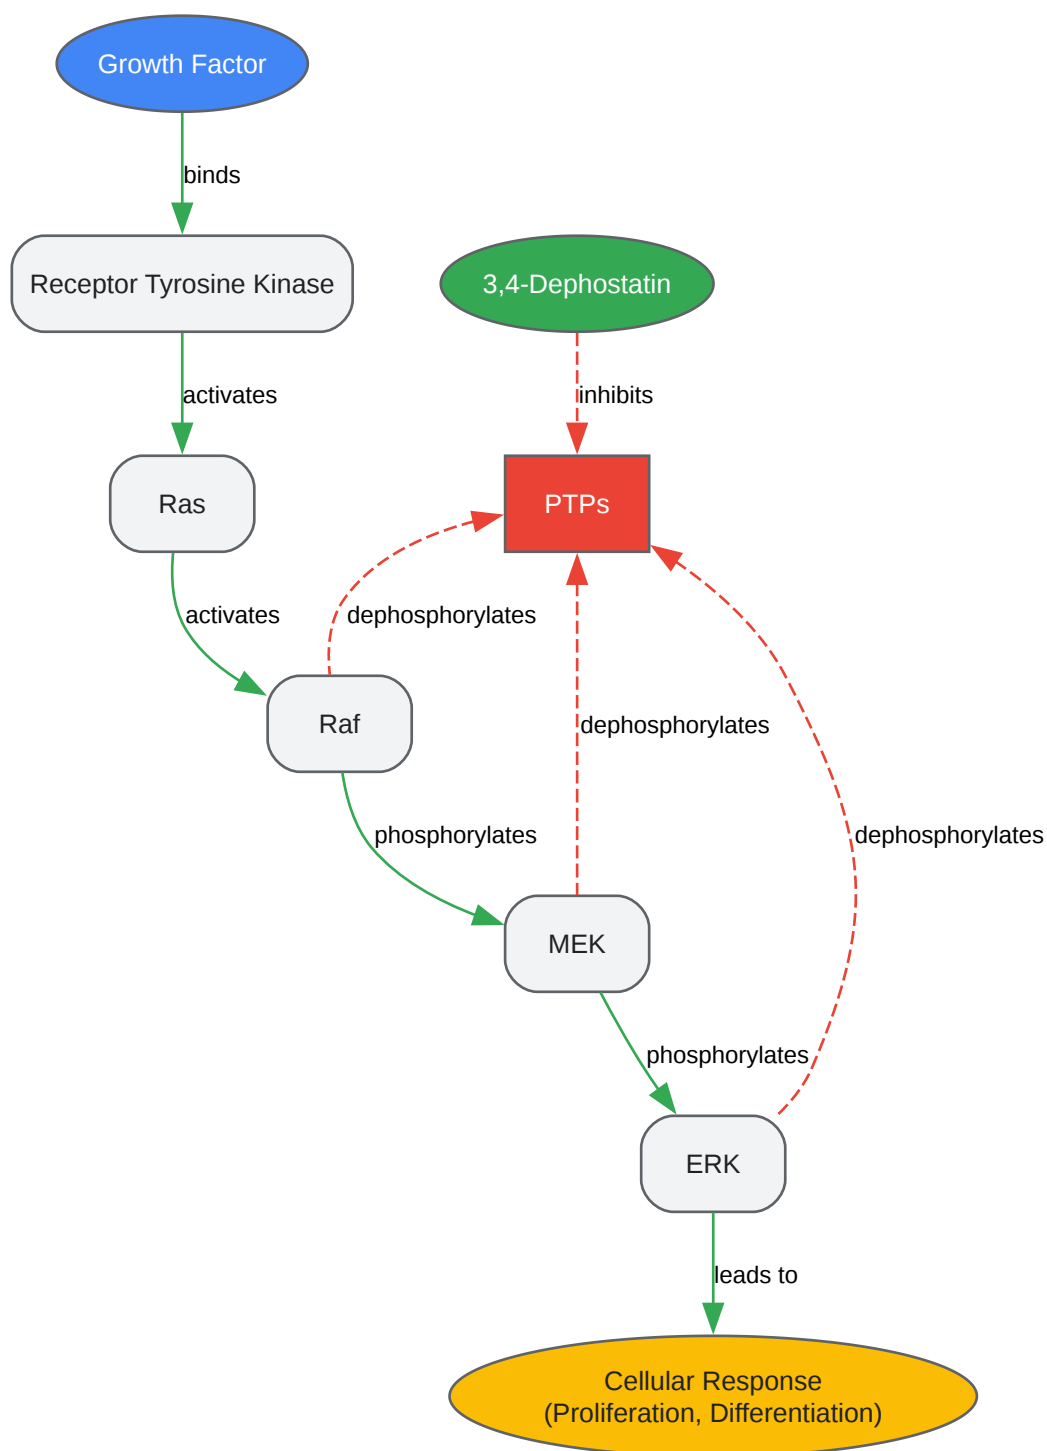 Growth Factor
binds
Receptor Tyrosine Kinase
3,4-Dephostatin
activates
inhibits
Ras
PTPs
activates
dephosphorylates
Raf
dephosphorylates
phosphorylates
dephosphorylates
MEK
phosphorylates
ERK
leads to
Cellular Response
(Proliferation, Differentiation)